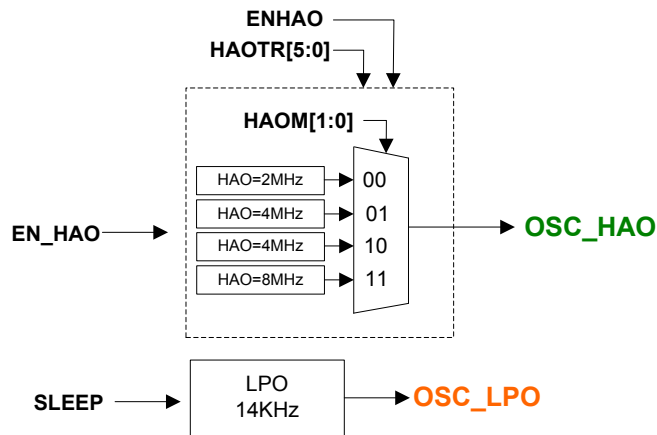 ENHAO
HAOTR[5:0]
HAOM[1:0]
HAO=2MHz
00
HAO=4MHz
01
HAO=4MHz
10
HAO=8MHz
11
EN_HAO
OSC_HAO
SLEEP
LPO
14KHz
OSC_LPO